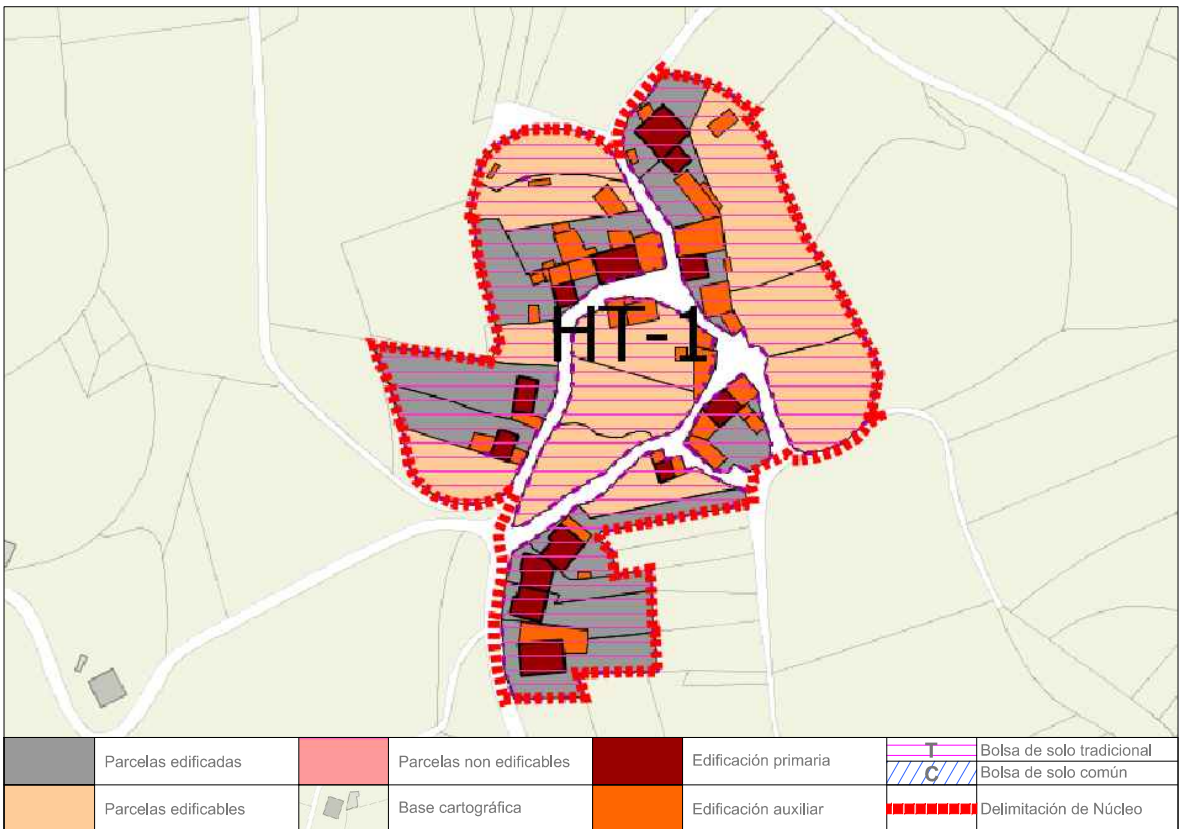 HT-1
Parcelas edificadas
Parcelas non edificables
Edificación primaria
T
Bolsa de solo tradicional
C
Bolsa de solo común
Parcelas edificables
Base cartográfica
Edificación auxiliar
Delimitación de Núcleo